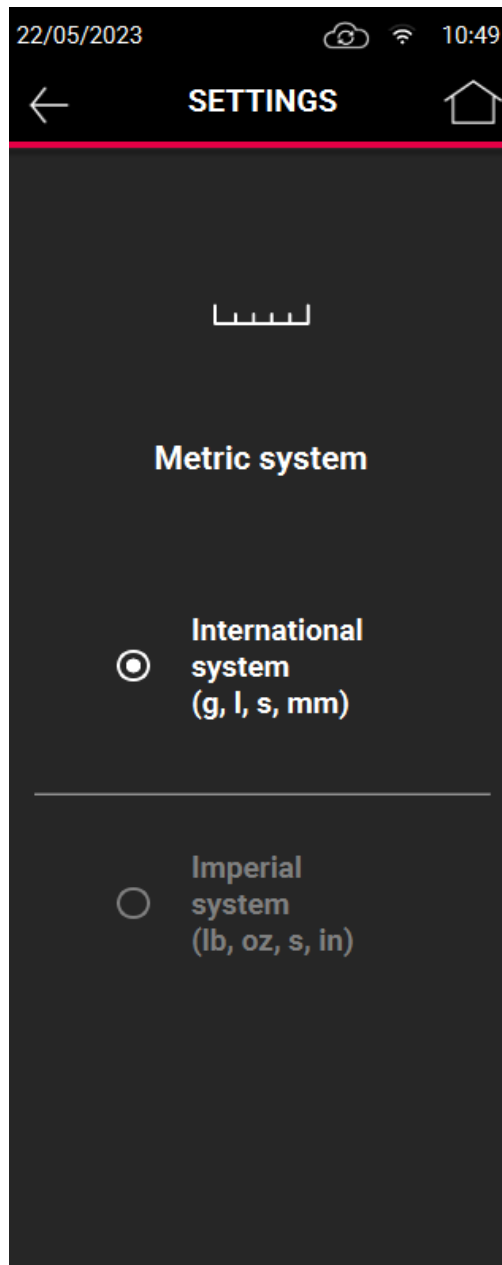 22/05/2023 10:49
SETTINGS
Metric system
International
system
(g, l, s, mm)
Imperial
system
(lb, oz, s, in)